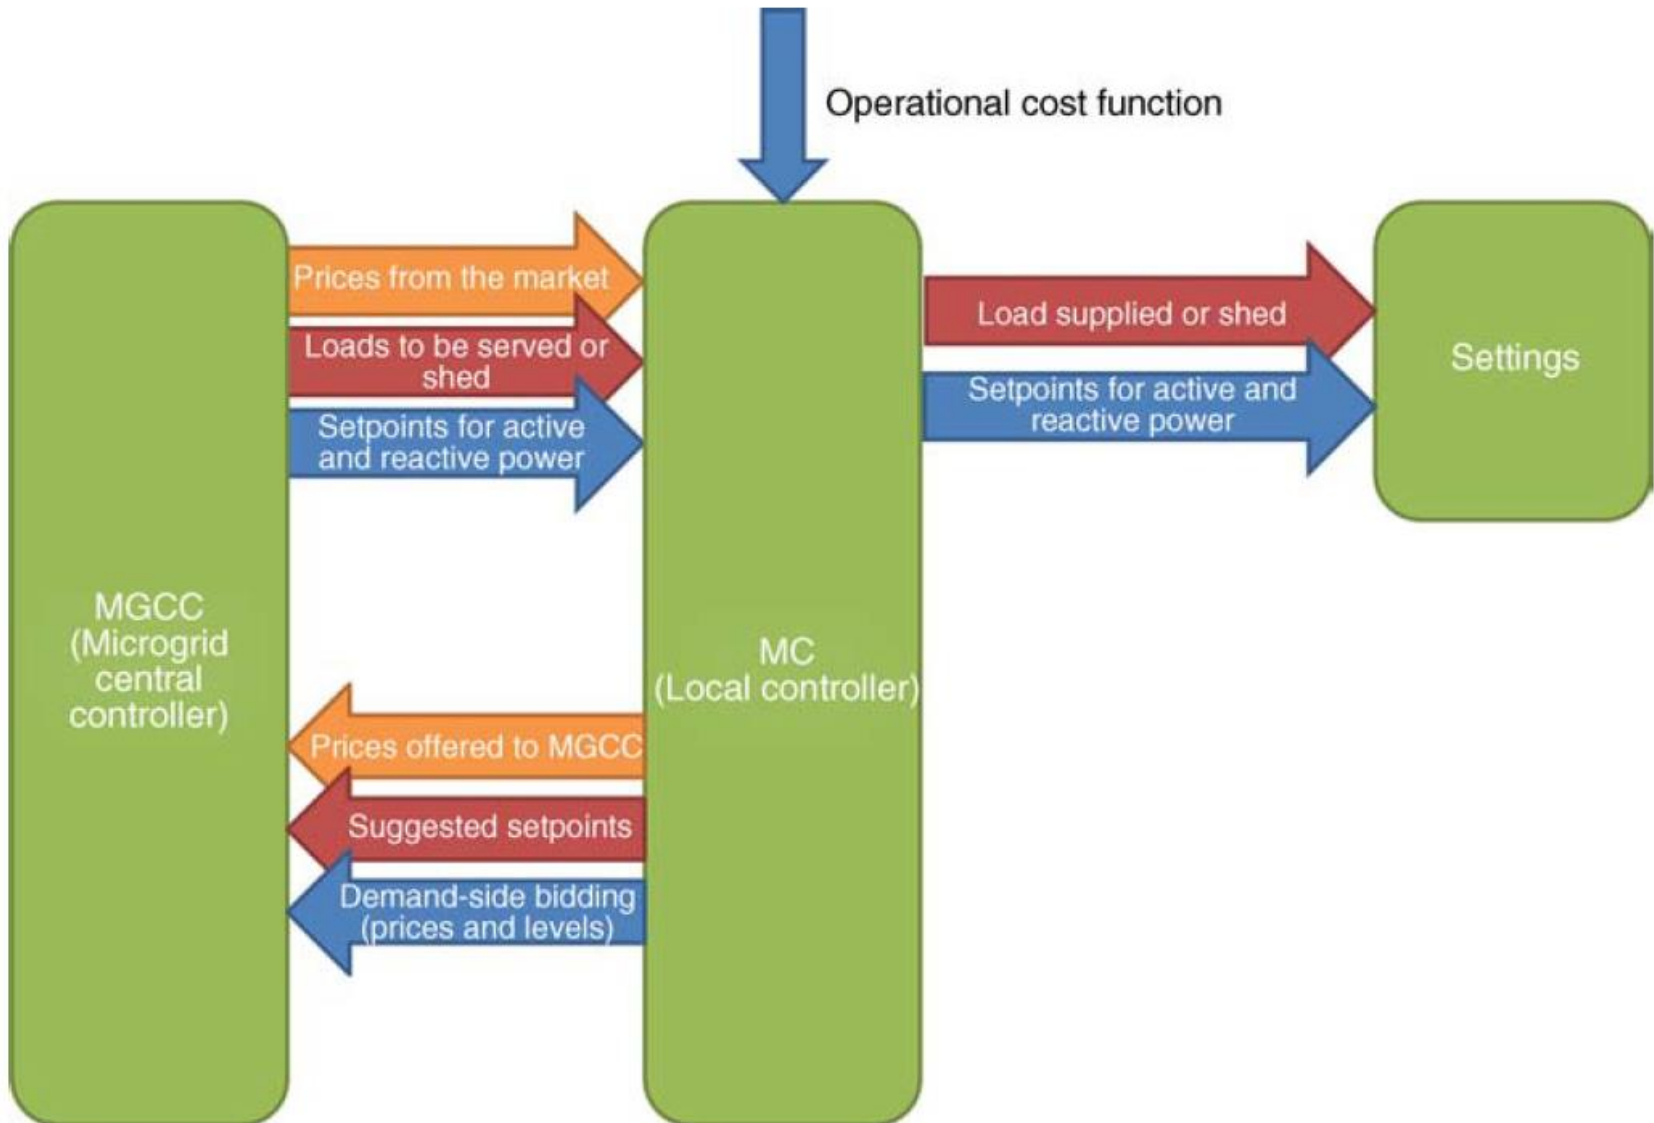 Operational cost function
Prices from the market
Loads to be served or
shed
Setpoints for active
and reactive power
Load supplied or shed
Setpoints for active and
reactive power
Settings
MGCC
(Microgrid
central
controller)
MC
(Local controller)
Prices offered to MGCC
Suggested setpoints
Demand-side bidding
(prices and levels)